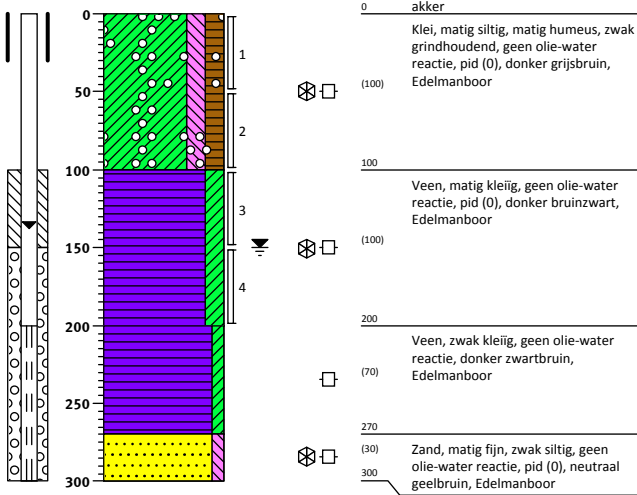 0
50
100
150
200
250
300
1
2
3
4
0 akker
(100) Klei, matig siltig, matig humeus, zwak
grindhoudend, geen olie-water
reactie, pid (0), donker grijsbruin,
Edelmanboor
100
(100) Veen, matig kleiïg, geen olie-water
reactie, pid (0), donker bruinzwart,
Edelmanboor
200
(70) Veen, zwak kleiïg, geen olie-water
reactie, donker zwartbruin,
Edelmanboor
270
(30) Zand, matig fijn, zwak siltig, geen
olie-water reactie, pid (0), neutraal
300 geelbruin, Edelmanboor